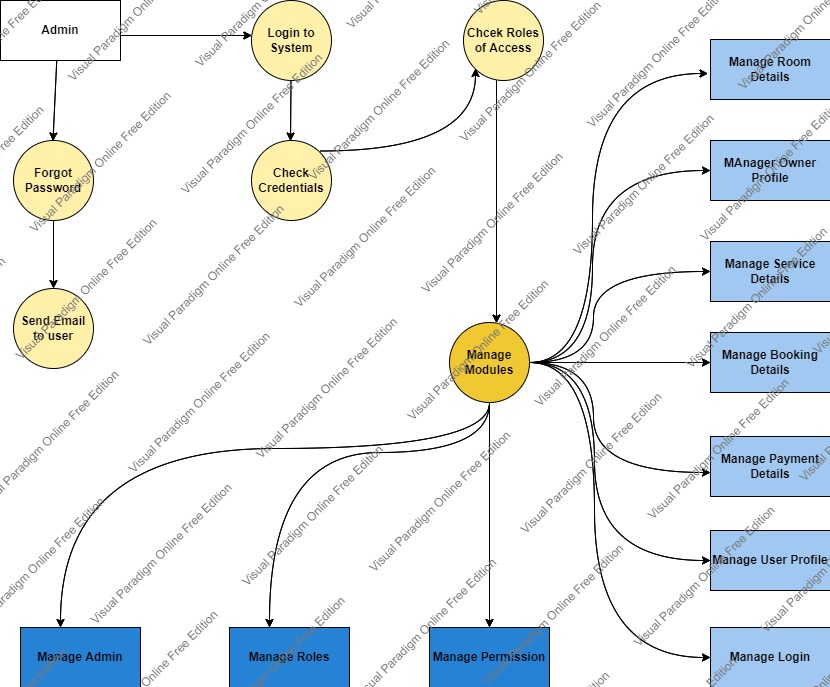 Admin
Login to
System
Chcek Roles
of Access
Manage Room
Details
Forgot
Password
Check
Credentials
MAnager Owner
Profile
Manage Service
Details
Send Email
to user
Manage
Modules
Manage Booking
Details
Manage Payment
Details
Manage User Profile
Manage Admin
Manage Roles
Manage Permission
Manage Login
Visual Paradigm Online Free Edition